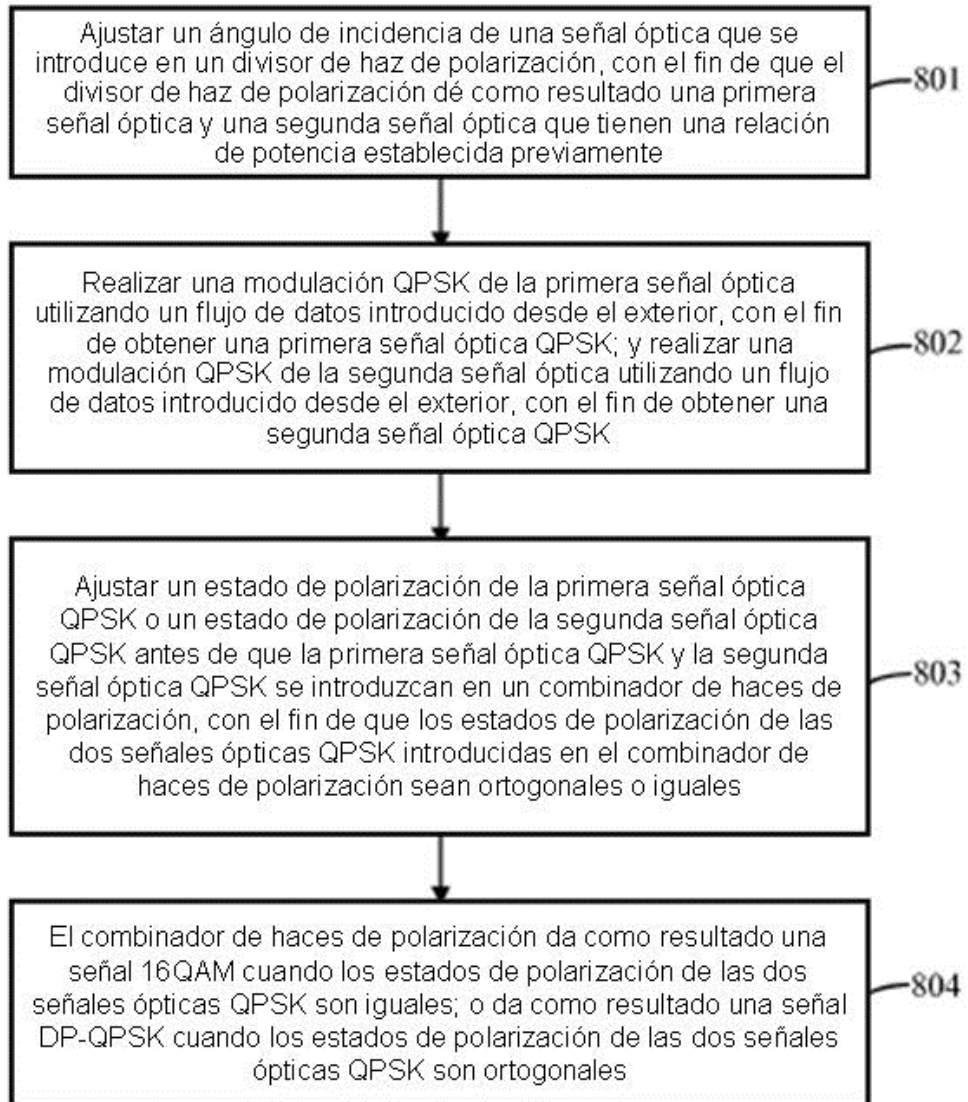 Ajustar un ángulo de incidencia de una señal óptica que se
introduce en un divisor de haz de polarización, con el fin de que el
divisor de haz de polarización dé como resultado una primera
señal óptica y una segunda señal óptica que tienen una relación
de potencia establecida previamente
801
Realizar una modulación QPSK de la primera señal óptica
utilizando un flujo de datos introducido desde el exterior, con el fin
de obtener una primera señal óptica QPSK; y realizar una
modulación QPSK de la segunda señal óptica utilizando un flujo
de datos introducido desde el exterior, con el fin de obtener una
segunda señal óptica QPSK
802
Ajustar un estado de polarización de la primera señal óptica
QPSK o un estado de polarización de la segunda señal óptica
QPSK antes de que la primera señal óptica QPSK y la segunda
señal óptica QPSK se introduzcan en un combinador de haces de
polarización, con el fin de que los estados de polarización de las
dos señales ópticas QPSK introducidas en el combinador de
haces de polarización sean ortogonales o iguales
803
El combinador de haces de polarización da como resultado una
señal 16QAM cuando los estados de polarización de las dos
señales ópticas QPSK son iguales; o da como resultado una señal
DP-QPSK cuando los estados de polarización de las dos señales
ópticas QPSK son ortogonales
804